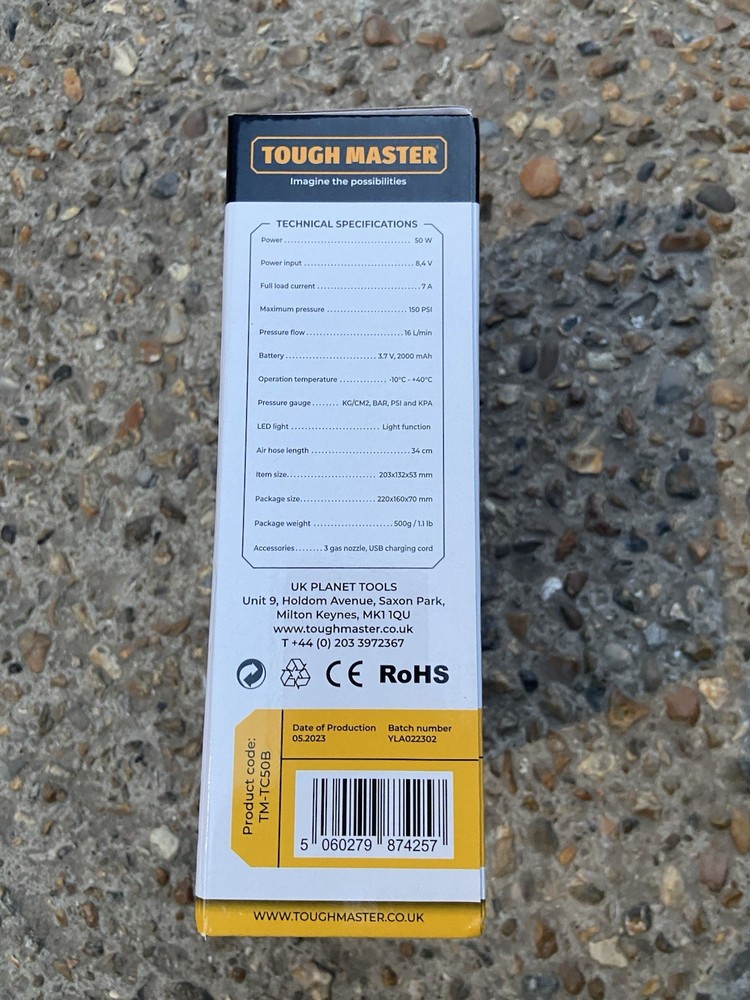 TOUGH MASTER
Imagine the possibilities
TECHNICAL SPECIFICATIONS
Power ........ 50 W
Power input ........ 8,4 V
Full load current ........ 7 A
Maximum pressure ........ 150 PSI
Pressure flow ........ 16 L/min
Battery ........ 3.7 V, 2000 mAh
Operation temperature ........ -10°C - +40°C
Pressure gauge ........ KG/CM2, BAR, PSI and KPA
LED light ........ Light function
Air hose length ........ 34 cm
Item size ........ 203x132x53 mm
Package size ........ 220x160x70 mm
Package weight ........ 500g / 1.1 lb
Accessories ........ 3 gas nozzle, USB charging cord
UK PLANET TOOLS
Unit 9, Holdom Avenue, Saxon Park,
Milton Keynes, MK1 1QU
www.toughmaster.co.uk
T +44 (0) 203 3972367
CE RoHS
Product code:
TM-TC50B
Date of Production Batch number
05.2023 YLA022302
5 060279 874257
WWW.TOUGHMASTER.CO.UK